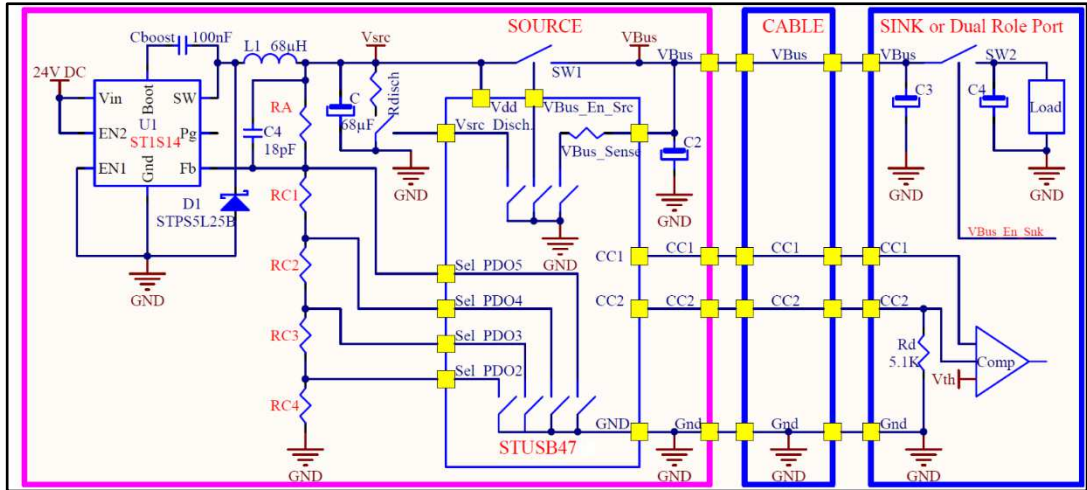 SOURCE
CABLE
SINK or Dual Role Port
Cboost
100nF
L1
68µH
Vsrc
VBus
VBus
VBus
VBus
SW1
SW2
24V DC
Boot
Vin
SW
U1
EN2
ST1S14
Pg
EN1
Gnd
Fb
RA
C4
18pF
C
68µF
Rdisch
Vdd
VBus_En_Src
Vsrc_Disch.
VBus_Sense
C2
C3
C4
Load
GND
GND
GND
GND
GND
D1
STPS5L25B
GND
RC1
RC2
RC3
RC4
GND
VBus_En_Snk
CC1
CC1
CC1
CC1
CC2
CC2
CC2
CC2
Sel_PDO5
Sel_PDO4
Sel_PDO3
Sel_PDO2
Rd
5.1K
Vth
Comp
GND
Gnd
Gnd
Gnd
STUSB47
GND
GND
GND